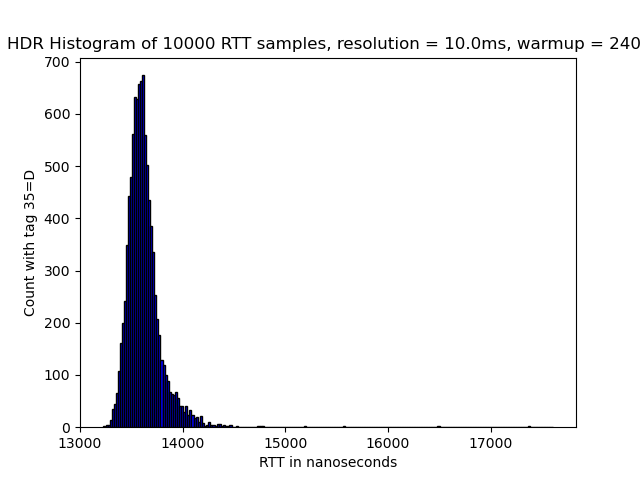 HDR Histogram of 10000 RTT samples, resolution = 10.0ms, warmup = 240
700
600
500
400
300
200
100
0
Count with tag 35=D
13000 14000 15000 16000 17000
RTT in nanoseconds